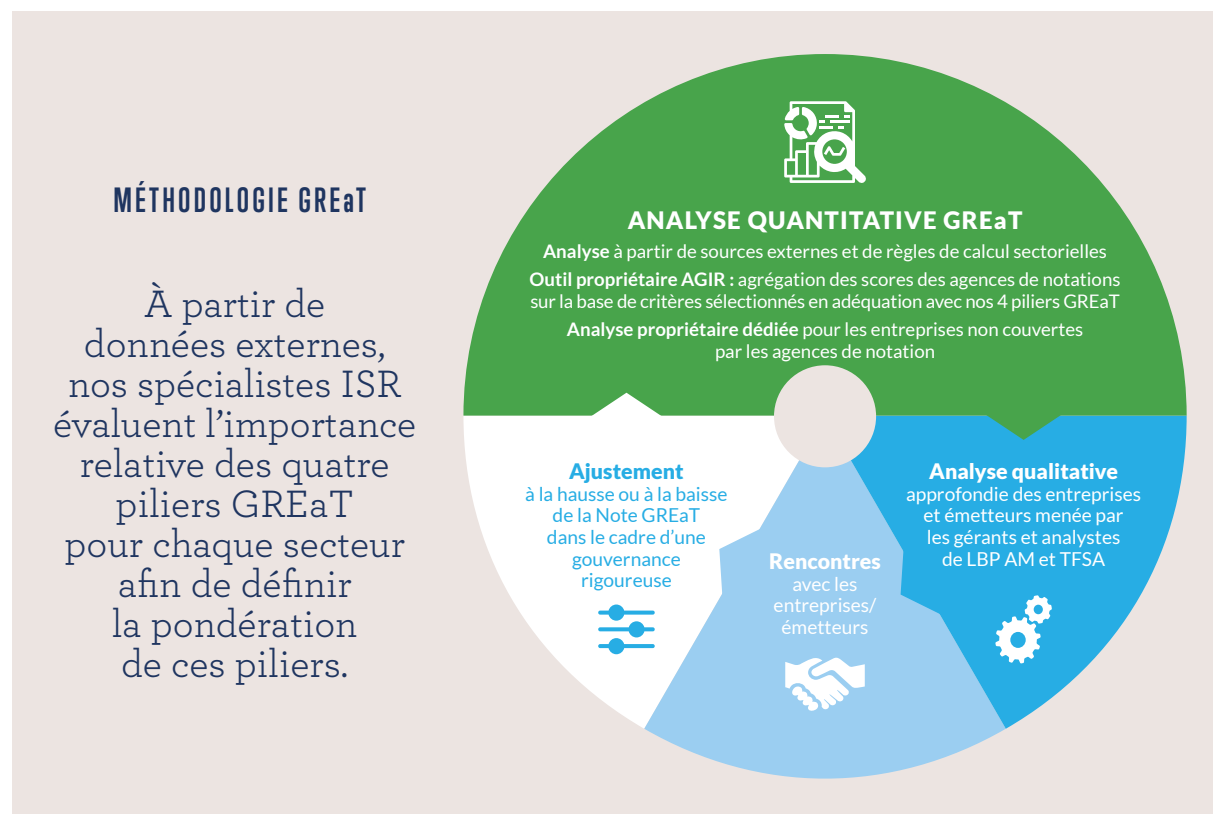 MÉTHODOLOGIE GREaT
À partir de
données externes,
nos spécialistes ISR
évaluent l’importance
relative des quatre
piliers GREaT
pour chaque secteur
afin de définir
la pondération
de ces piliers.
ANALYSE QUANTITATIVE GREaT
Analyse à partir de sources externes et de règles de calcul sectorielles
Outil propriétaire AGIR : agrégation des scores des agences de notations
sur la base de critères sélectionnés en adéquation avec nos 4 piliers GREaT
Analyse propriétaire dédiée pour les entreprises non couvertes
par les agences de notation
Ajustement
à la hausse ou à la baisse
de la Note GREaT
dans le cadre d’une
gouvernance
rigoureuse
Rencontres
avec les
entreprises/
émetteurs
Analyse qualitative
approfondie des entreprises
et émetteurs menée par
les gérants et analystes
de LBP AM et TFSA